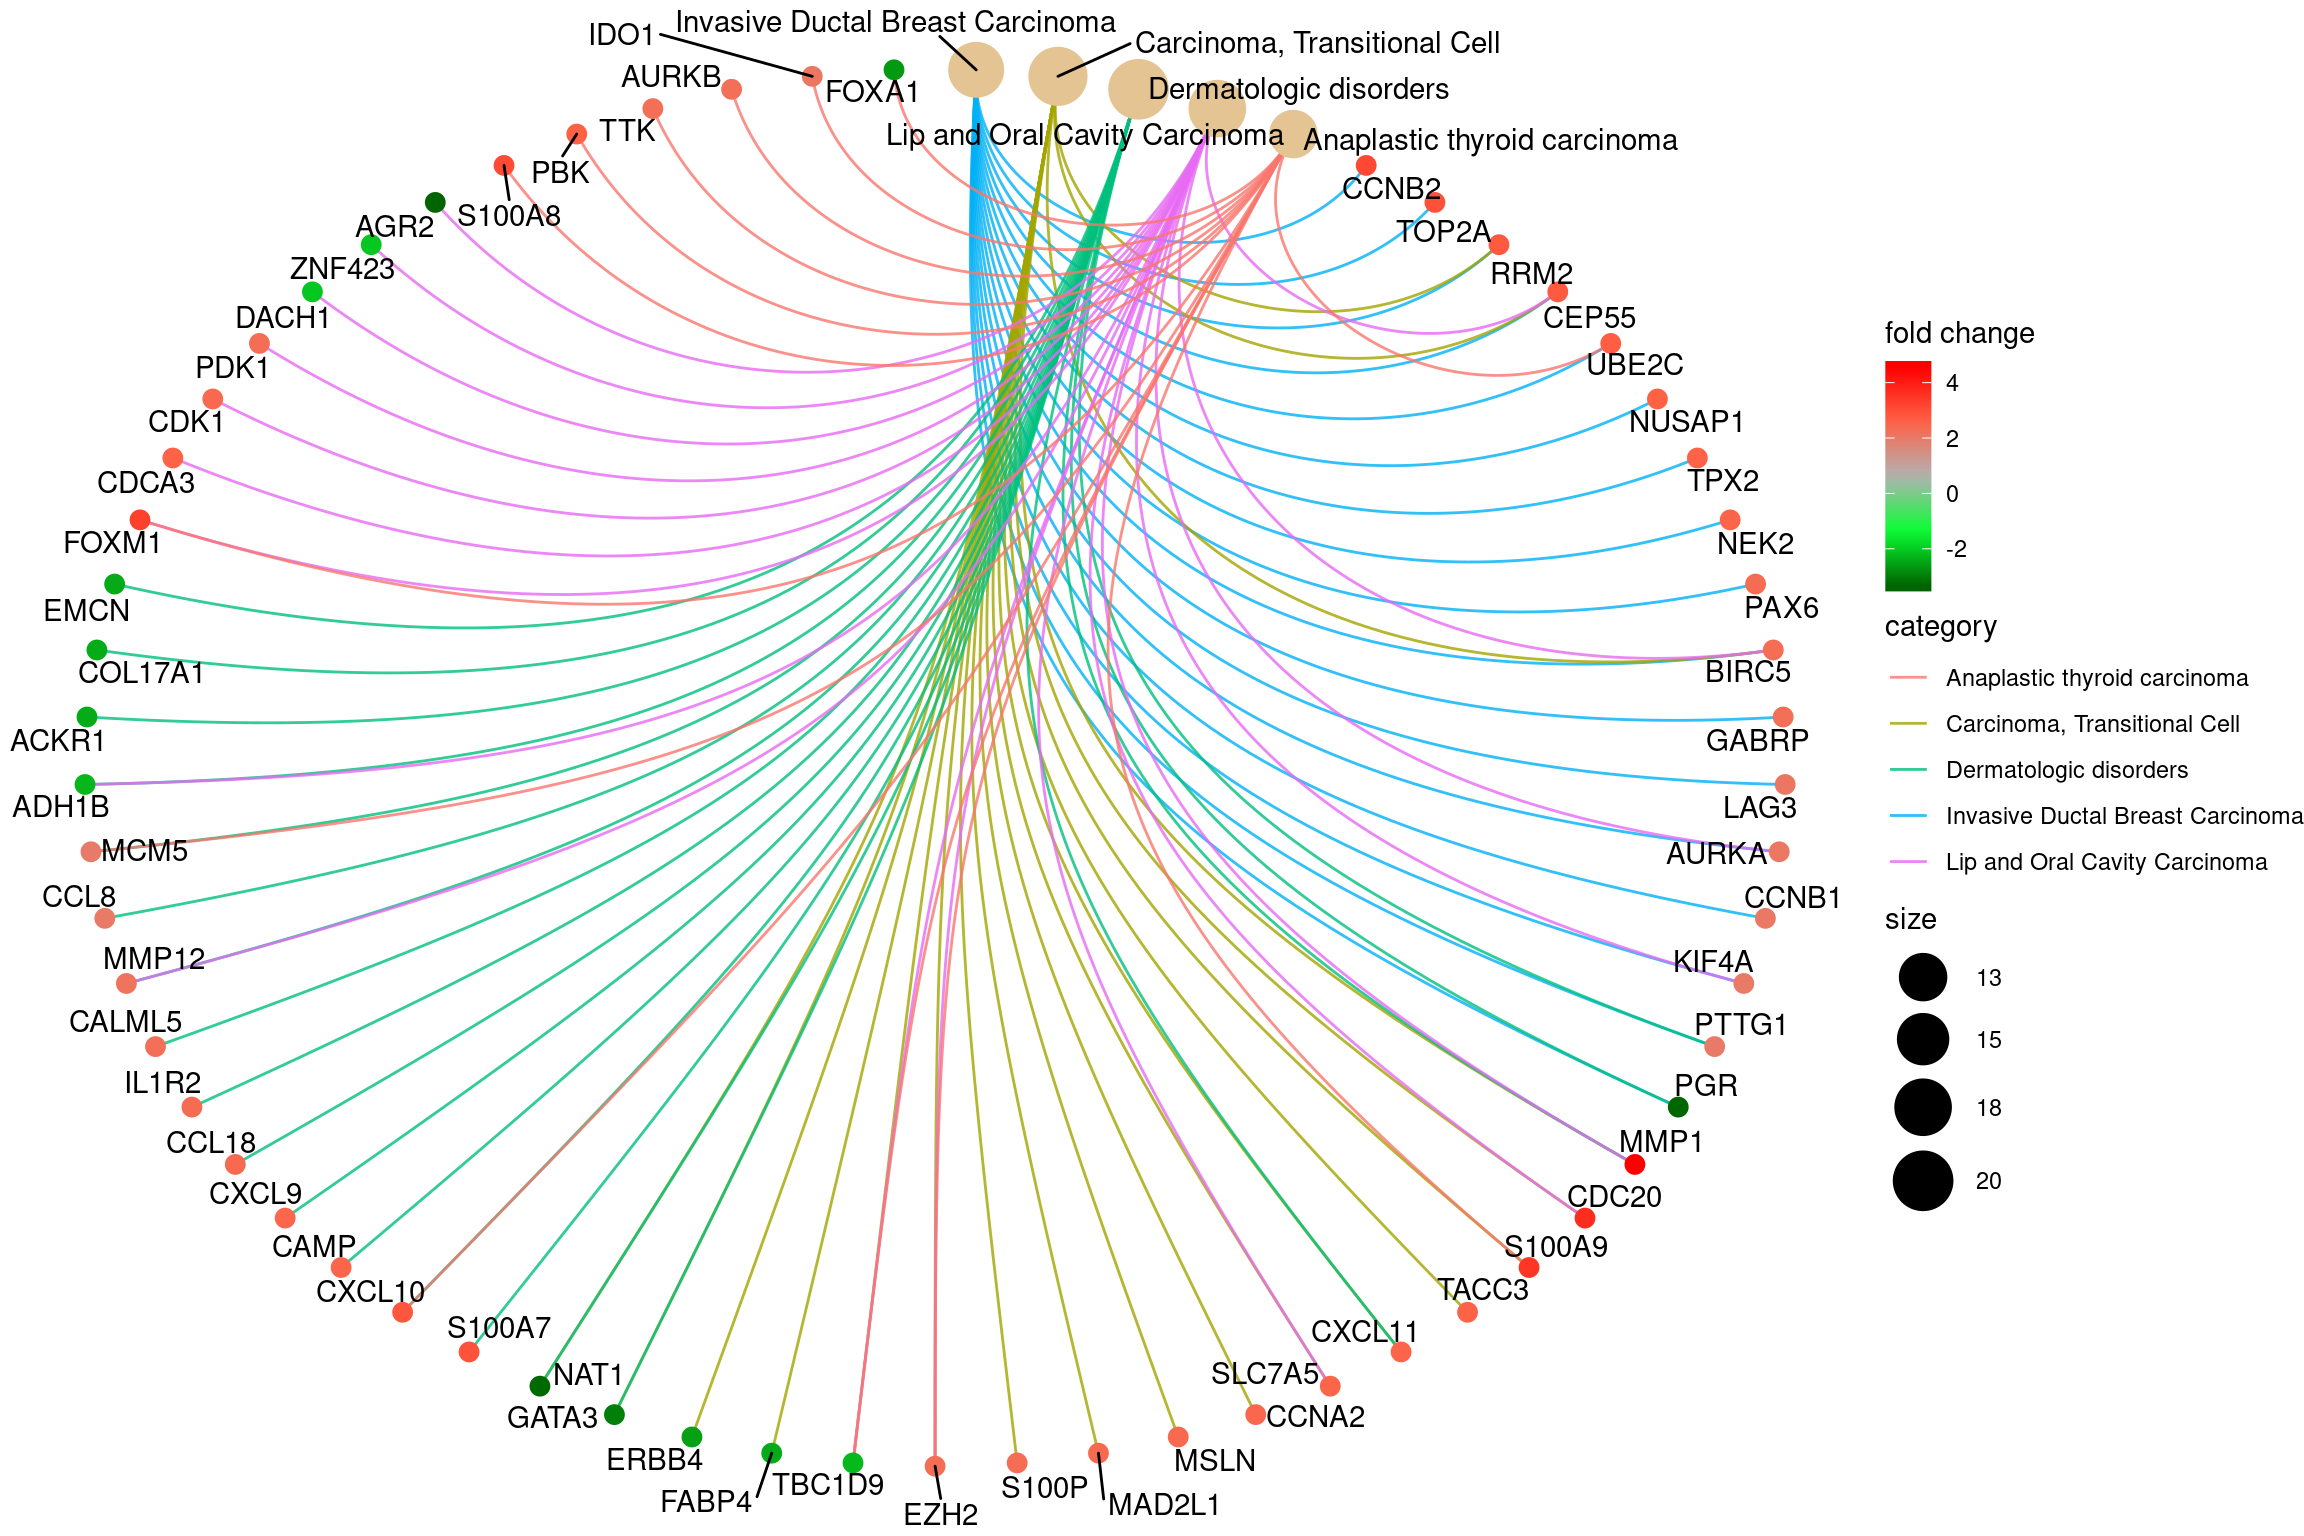 Invasive Ductal Breast Carcinoma
IDO1
Carcinoma, Transitional Cell
AURKB
FOXA1
Dermatologic disorders
TTK
Lip and Oral Cavity Carcinoma
Anaplastic thyroid carcinoma
PBK
CCNB2
S100A8
TOP2A
AGR2
RRM2
ZNF423
CEP55
DACH1
UBE2C
PDK1
NUSAP1
CDK1
TPX2
CDCA3
NEK2
FOXM1
PAX6
EMCN
BIRC5
COL17A1
GABRP
ACKR1
LAG3
ADH1B
AURKA
MCM5
CCNB1
CCL8
KIF4A
MMP12
PTTG1
CALML5
PGR
IL1R2
MMP1
CCL18
CDC20
CXCL9
S100A9
CAMP
TACC3
CXCL10
CXCL11
S100A7
SLC7A5
NAT1
CCNA2
GATA3
MSLN
ERBB4
MAD2L1
FABP4
TBC1D9
S100P
EZH2
fold change
4
2
0
-2
category
Anaplastic thyroid carcinoma
Carcinoma, Transitional Cell
Dermatologic disorders
Invasive Ductal Breast Carcinoma
Lip and Oral Cavity Carcinoma
size
13
15
18
20